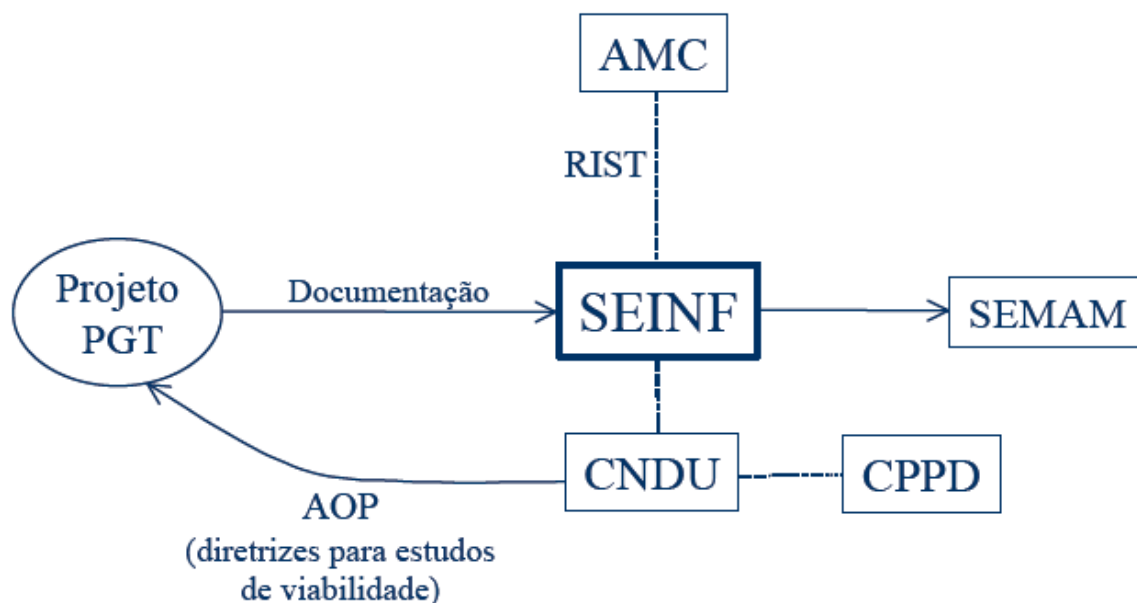 AMC
RIST
Projeto
PGT
Documentação
SEINF
SEMAM
CNDU
CPPD
AOP
(diretrizes para estudos
de viabilidade)